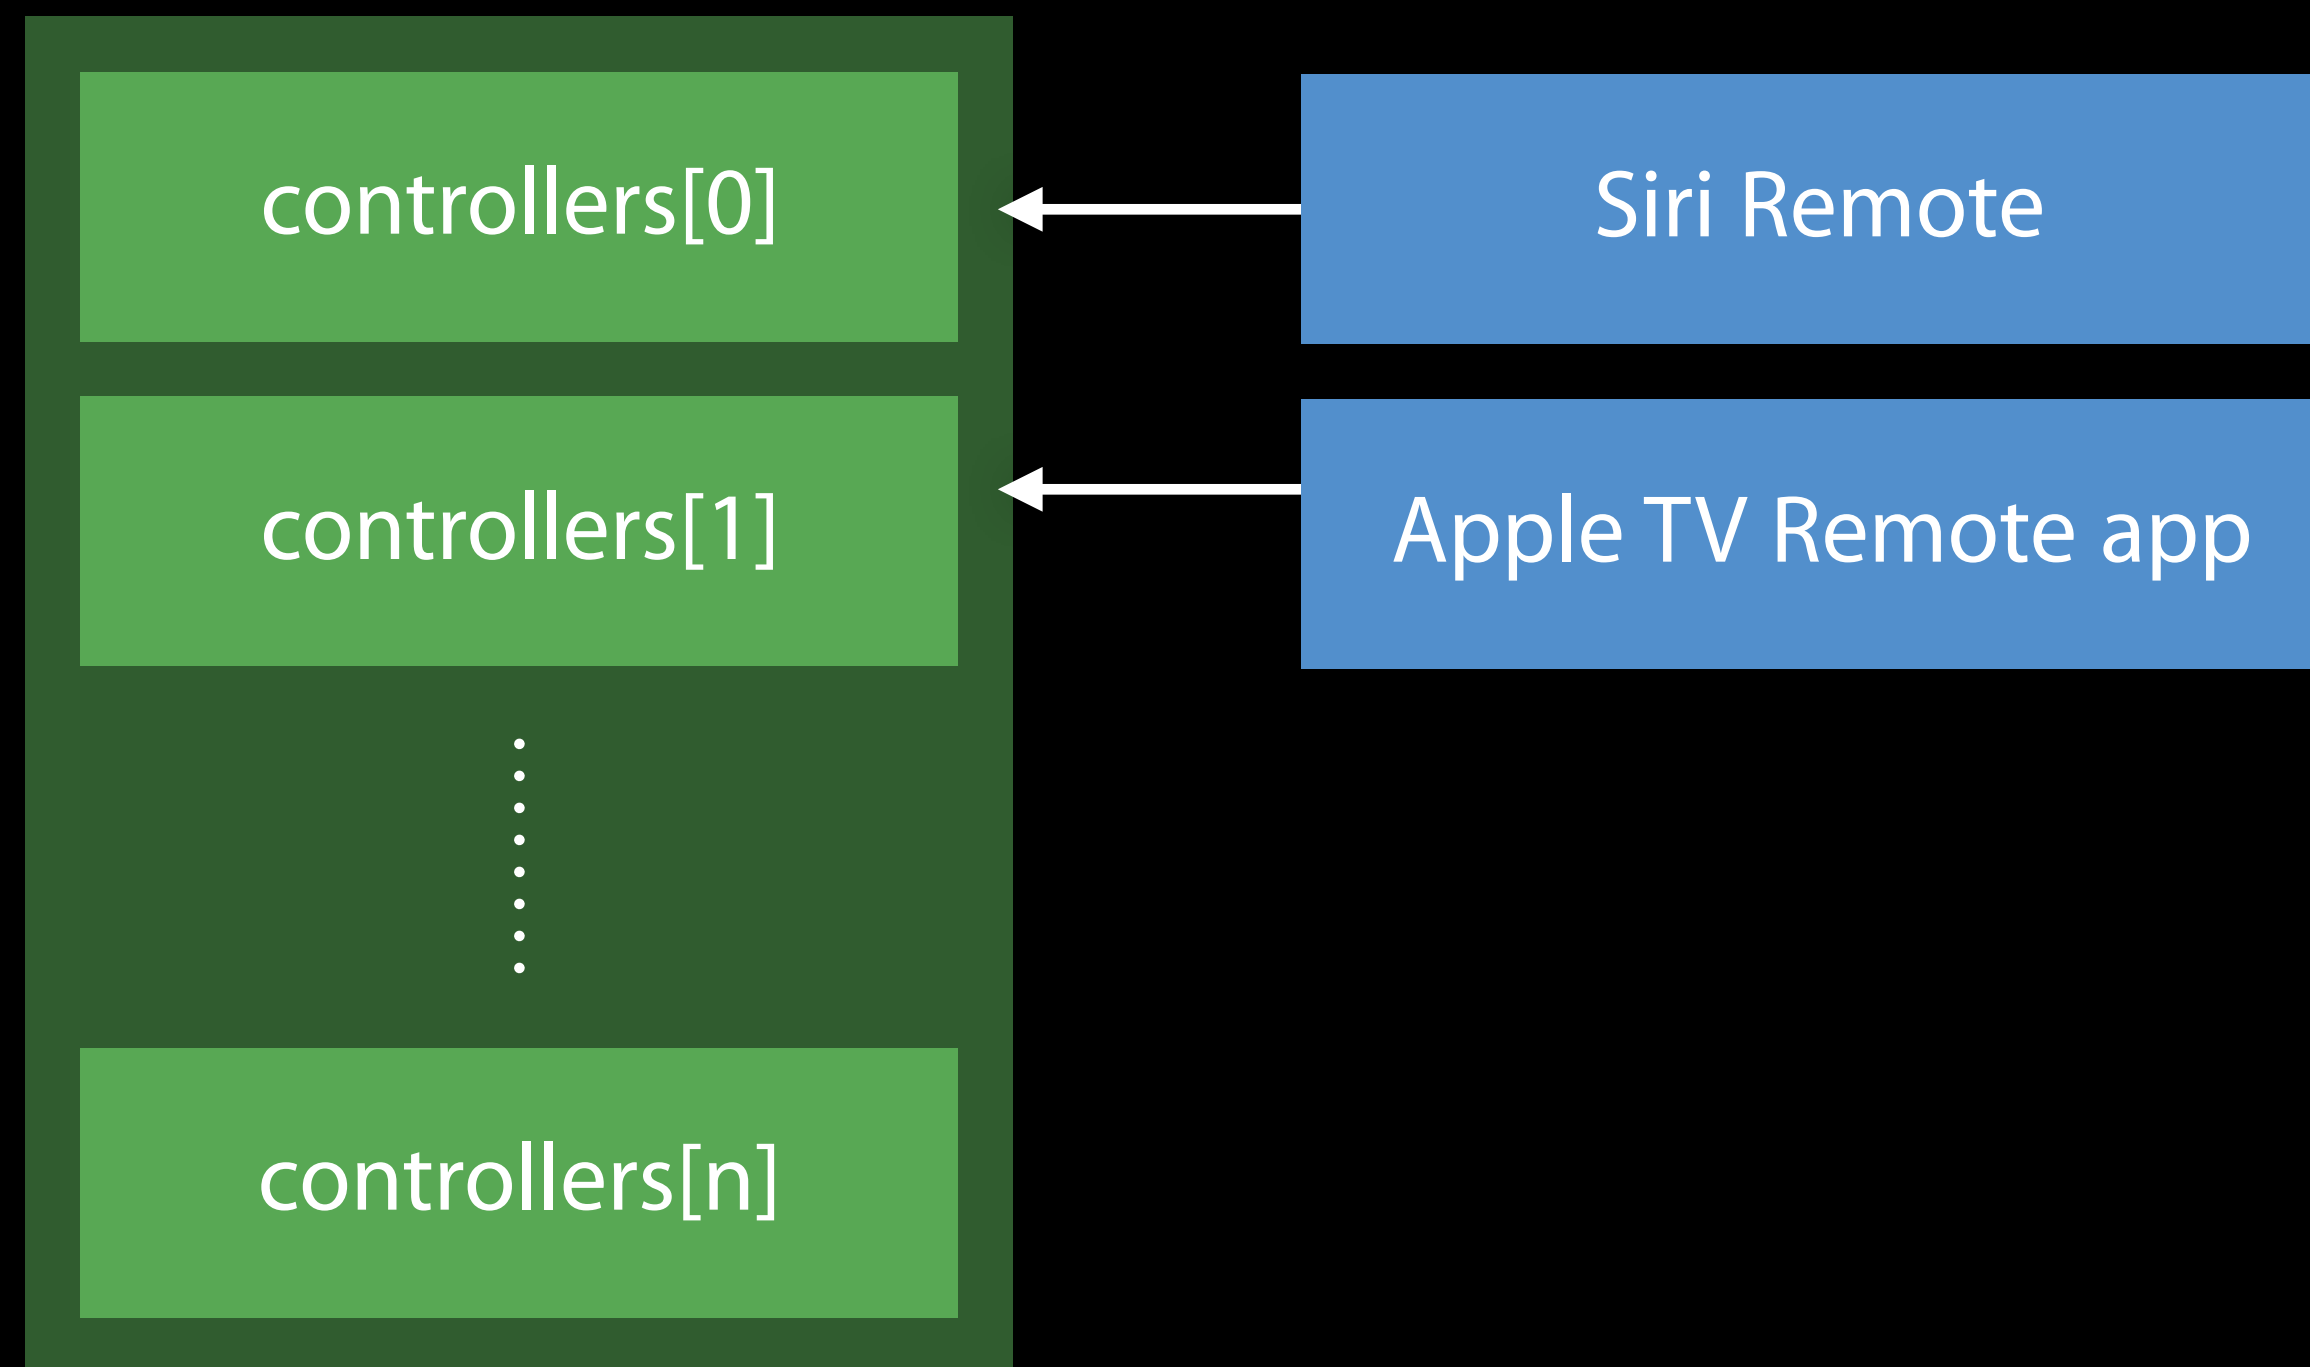 controllers[0]
Siri Remote
controllers[1]
Apple TV Remote app
controllers[n]